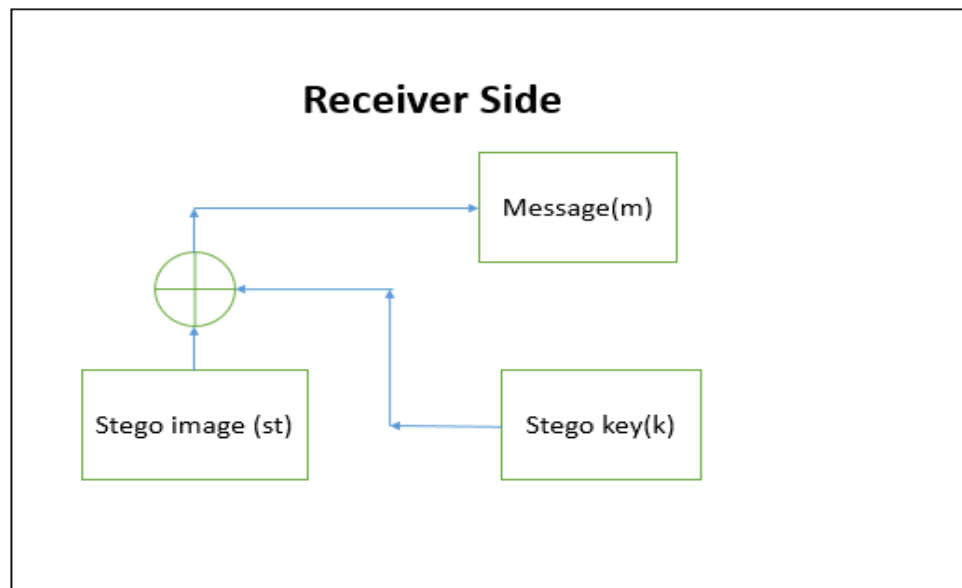 Receiver Side
Message(m)
Stego image (st)
Stego key(k)